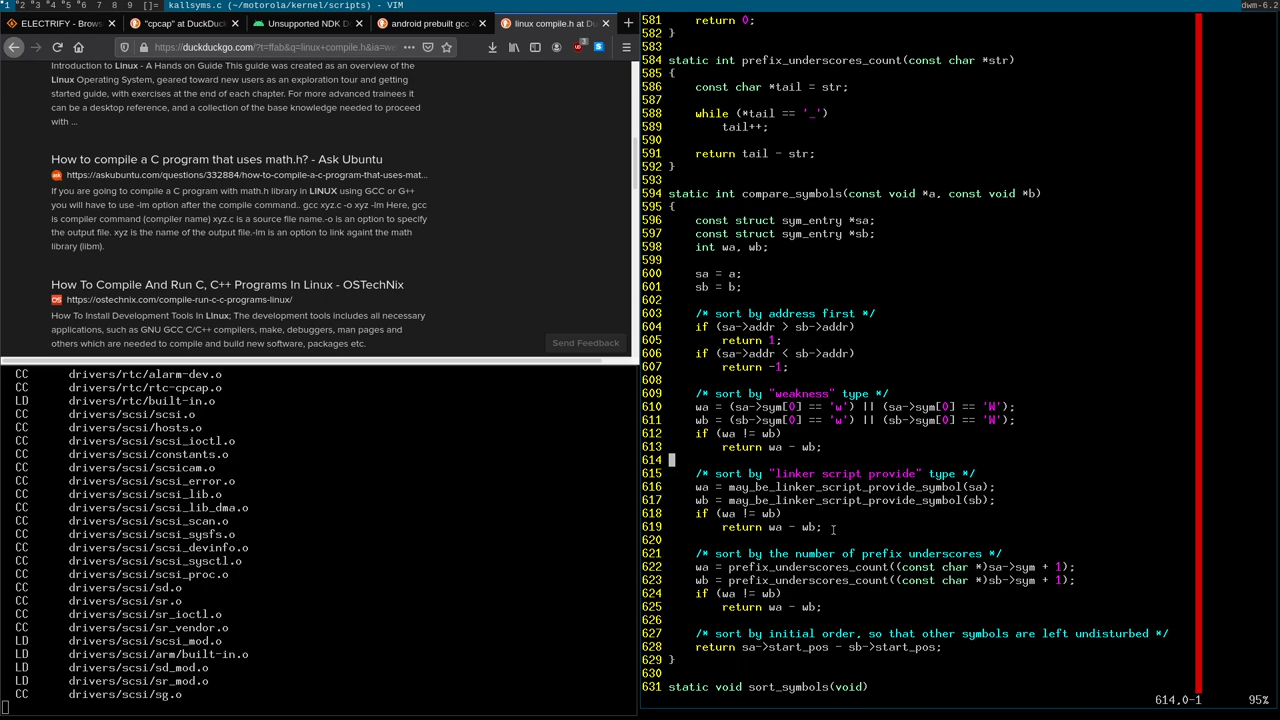 1 2 3 4 5 6 7 8 9 []= kallsyms.c (~/motorola/kernel/scripts) - VIM
dwm-6.2
ELECTRIFY - Browse × "cpcap" at DuckDuck × Unsupported NDK D × android prebuilt gcc × linux compile.h at Du × +
https://duckduckgo.com/?t=ffab&q=linux+compile.h&ia=we
Introduction to Linux - A Hands on Guide This guide was created as an overview of the
Linux Operating System, geared toward new users as an exploration tour and getting
started guide, with exercises at the end of each chapter. For more advanced trainees it
can be a desktop reference, and a collection of the base knowledge needed to proceed
with ...
How to compile a C program that uses math.h? - Ask Ubuntu
https://askubuntu.com/questions/332884/how-to-compile-a-c-program-that-uses-mat...
If you are going to compile a C program with math.h library in LINUX using GCC or G++
you will have to use -lm option after the compile command.. gcc xyz.c -o xyz -lm Here, gcc
is compiler command (compiler name) xyz.c is a source file name.-o is an option to specify
the output file. xyz is the name of the output file.-lm is an option to link againt the math
library (libm).
How To Compile And Run C, C++ Programs In Linux - OSTechNix
https://ostechnix.com/compile-run-c-c-programs-linux/
How To Install Development Tools In Linux; The development tools includes all necessary
applications, such as GNU GCC C/C++ compilers, make, debuggers, man pages and
others which are needed to compile and build new software, packages etc.
Send Feedback
CC drivers/rtc/alarm-dev.o
CC drivers/rtc/rtc-cpcap.o
LD drivers/rtc/built-in.o
CC drivers/scsi/scsi.o
CC drivers/scsi/hosts.o
CC drivers/scsi/scsi_ioctl.o
CC drivers/scsi/constants.o
CC drivers/scsi/scsicam.o
CC drivers/scsi/scsi_error.o
CC drivers/scsi/scsi_lib.o
CC drivers/scsi/scsi_lib_dma.o
CC drivers/scsi/scsi_scan.o
CC drivers/scsi/scsi_sysfs.o
CC drivers/scsi/scsi_devinfo.o
CC drivers/scsi/scsi_sysctl.o
CC drivers/scsi/scsi_proc.o
CC drivers/scsi/sd.o
CC drivers/scsi/sr.o
CC drivers/scsi/sr_ioctl.o
CC drivers/scsi/sr_vendor.o
LD drivers/scsi/scsi_mod.o
LD drivers/scsi/arm/built-in.o
LD drivers/scsi/sd_mod.o
LD drivers/scsi/sr_mod.o
CC drivers/scsi/sg.o
581 return 0;
582 }
583
584 static int prefix_underscores_count(const char *str)
585 {
586 const char *tail = str;
587
588 while (*tail == '_')
589 tail++;
590
591 return tail - str;
592 }
593
594 static int compare_symbols(const void *a, const void *b)
595 {
596 const struct sym_entry *sa;
597 const struct sym_entry *sb;
598 int wa, wb;
599
600 sa = a;
601 sb = b;
602
603 /* sort by address first */
604 if (sa->addr > sb->addr)
605 return 1;
606 if (sa->addr < sb->addr)
607 return -1;
608
609 /* sort by "weakness" type */
610 wa = (sa->sym[0] == 'w') || (sa->sym[0] == 'W');
611 wb = (sb->sym[0] == 'w') || (sb->sym[0] == 'W');
612 if (wa != wb)
613 return wa - wb;
614
615 /* sort by "linker script provide" type */
616 wa = may_be_linker_script_provide_symbol(sa);
617 wb = may_be_linker_script_provide_symbol(sb);
618 if (wa != wb)
619 return wa - wb;
620
621 /* sort by the number of prefix underscores */
622 wa = prefix_underscores_count((const char *)sa->sym + 1);
623 wb = prefix_underscores_count((const char *)sb->sym + 1);
624 if (wa != wb)
625 return wa - wb;
626
627 /* sort by initial order, so that other symbols are left undisturbed */
628 return sa->start_pos - sb->start_pos;
629 }
630
631 static void sort_symbols(void)
614,0-1 95%